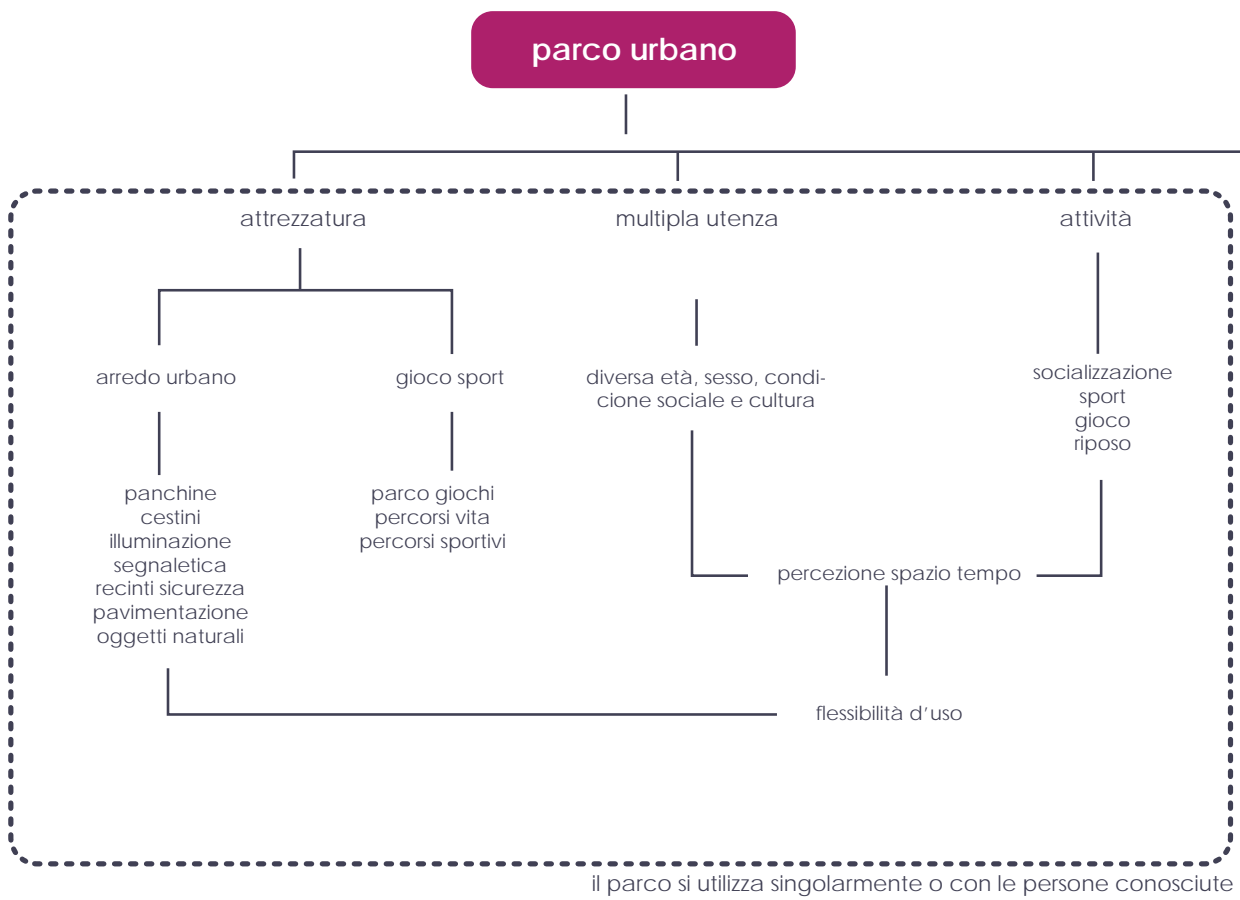 parco urbano
attrezzatura
multipla utenza
attività
arredo urbano
gioco sport
diversa età, sesso, condi-
cione sociale e cultura
socializzazione
sport
gioco
riposo
panchine
cestini
illuminazione
segnaletica
recinti sicurezza
pavimentazione
oggetti naturali
parco giochi
percorsi vita
percorsi sportivi
percezione spazio tempo
flessibilità d'uso
il parco si utilizza singolarmente o con le persone conosciute